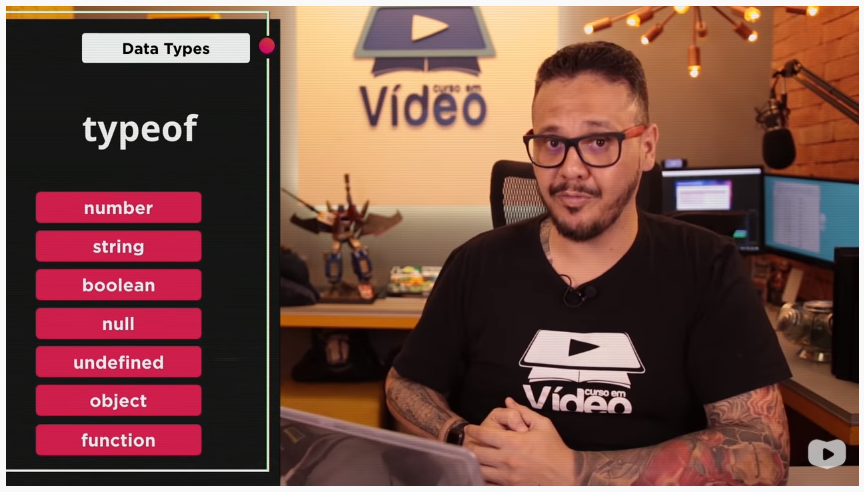 Data Types
typeof
number
string
boolean
null
undefined
object
function
curso em
Vídeo
curso em
Vídeo